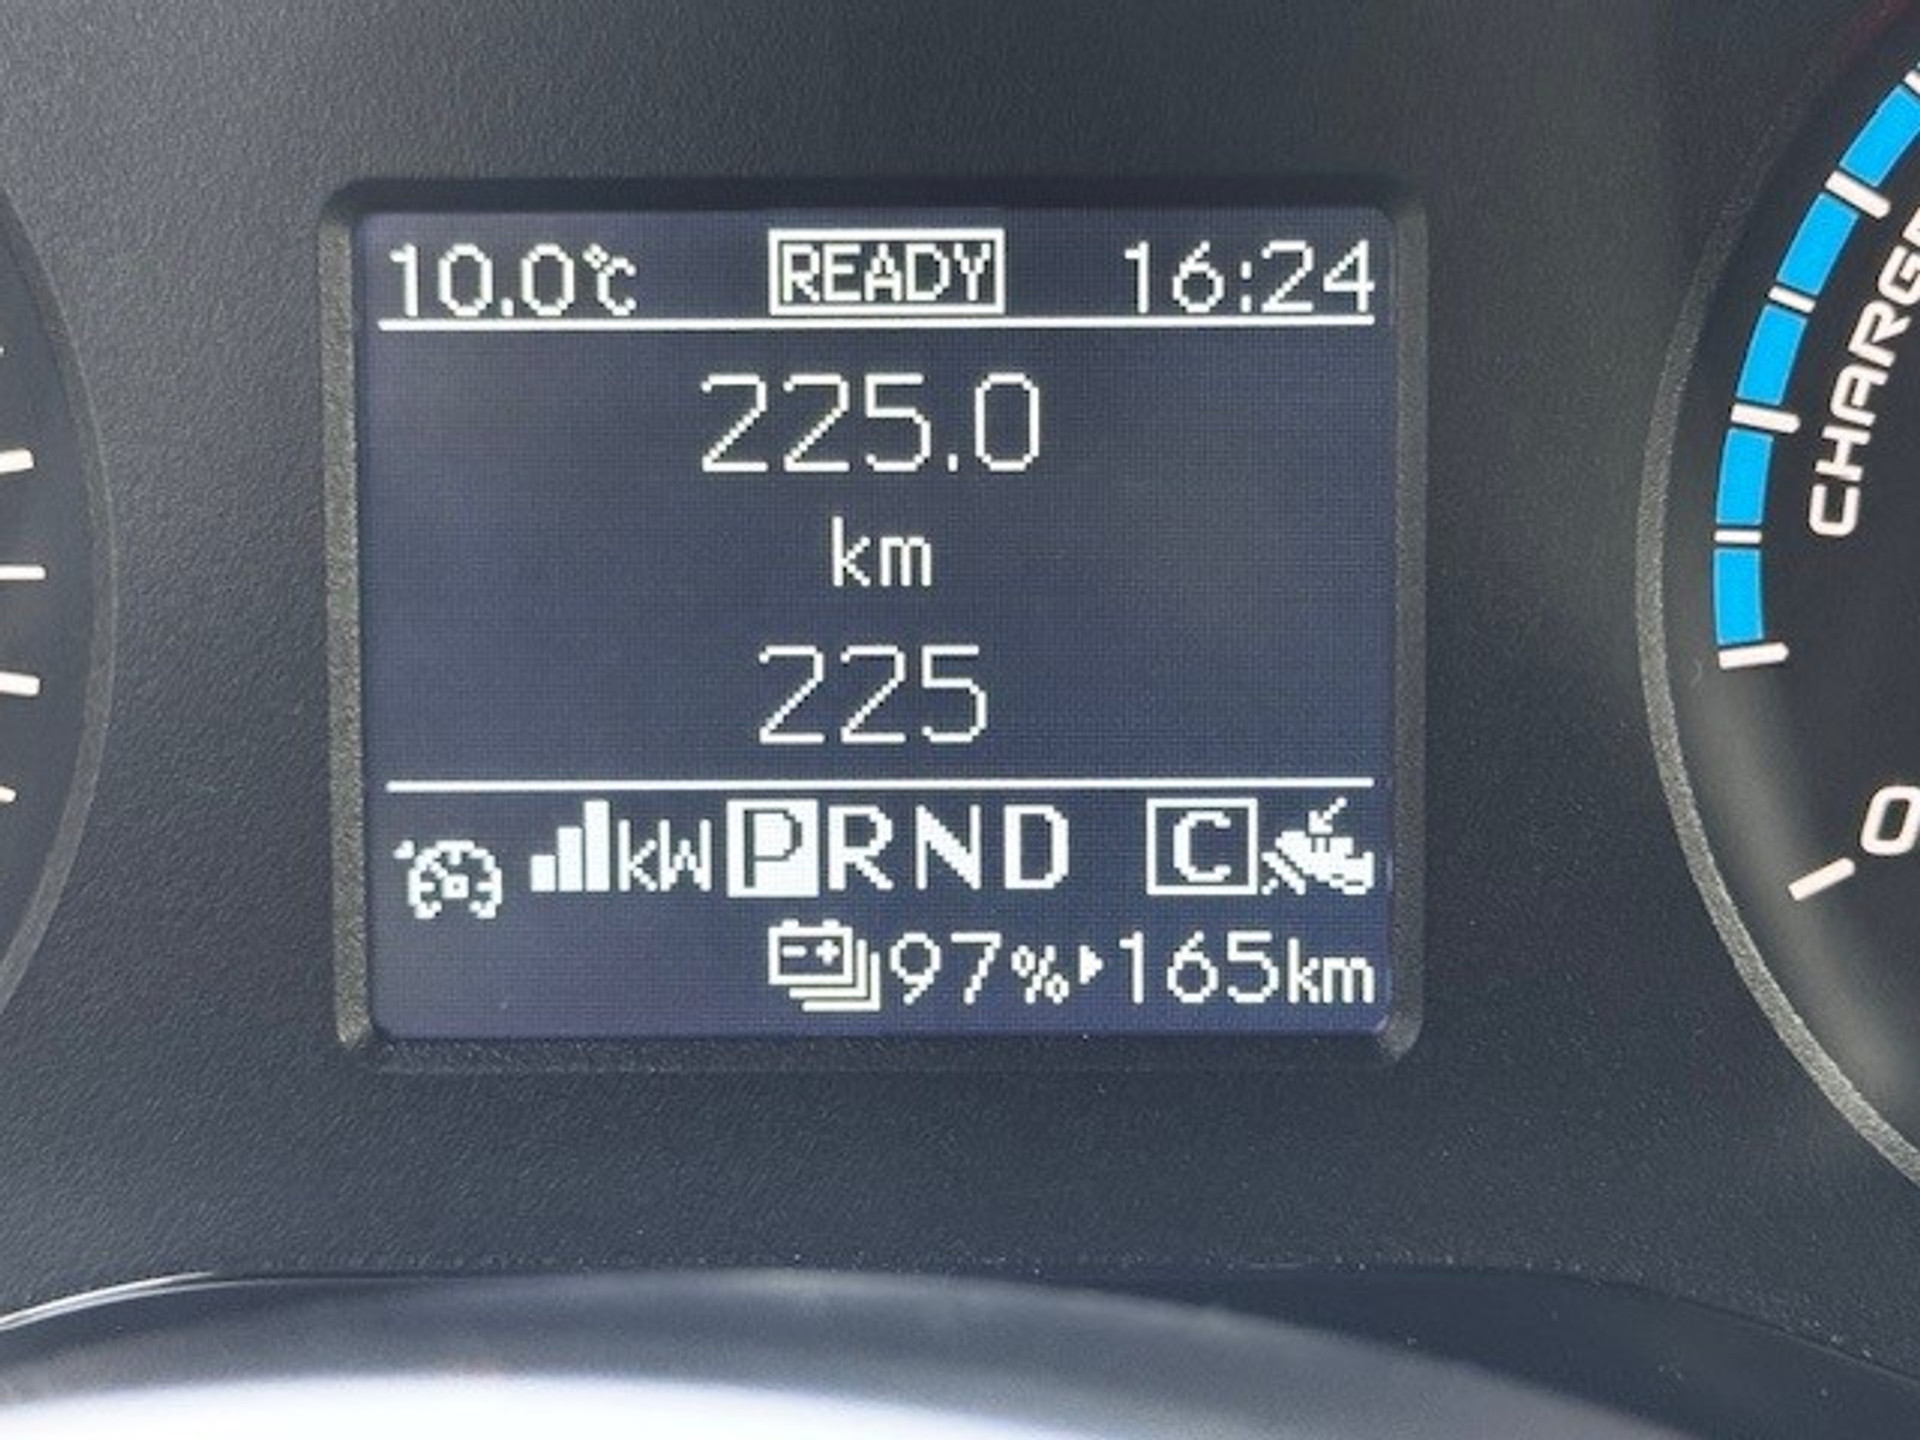 10.0℃ READY 16:24
225.0
km
225
kW PRND C
97%▸165km
CHARGE
0